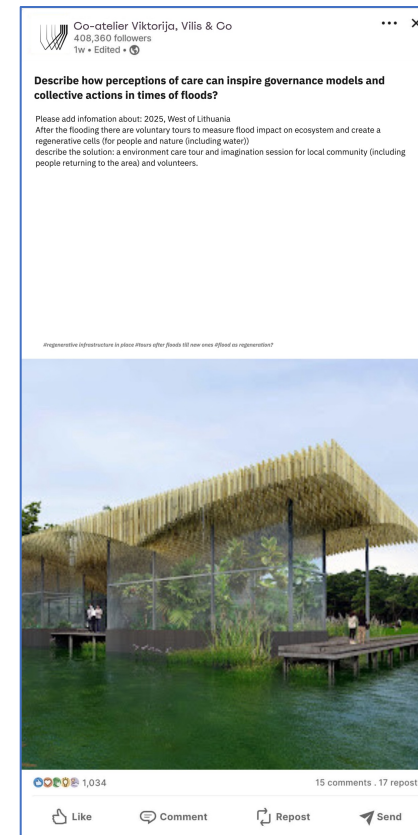 Co-atelier Viktorija, Vilis & Co
408,360 followers
1w • Edited •
Describe how perceptions of care can inspire governance models and
collective actions in times of floods?
Please add infomation about: 2025, West of Lithuania
After the flooding there are voluntary tours to measure flood impact on ecosystem and create a
regenerative cells (for people and nature (including water))
describe the solution: a environment care tour and imagination session for local community (including
people returning to the area) and volunteers.
#regenerative infrastructure in place #tours after floods till new ones #flood as regeneration?
1,034
15 comments . 17 repost
Like
Comment
Repost
Send